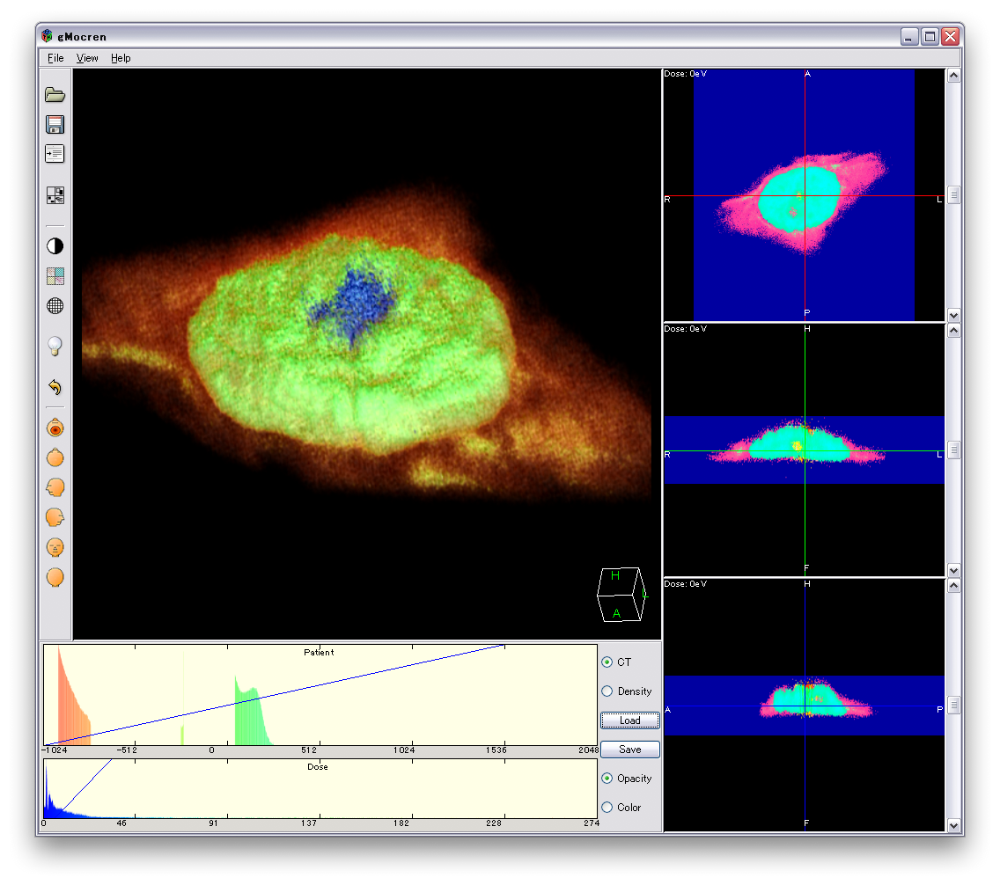 gMocren
File View Help
Dose: 0eV
A
R
L
P
Dose: 0eV
H
R
L
F
Dose: 0eV
H
A
P
F
H
L
A
Patient
-1024 -512 0 512 1024 1536 2048
Dose
0 46 91 137 182 228 274
CT
Density
Load
Save
Opacity
Color